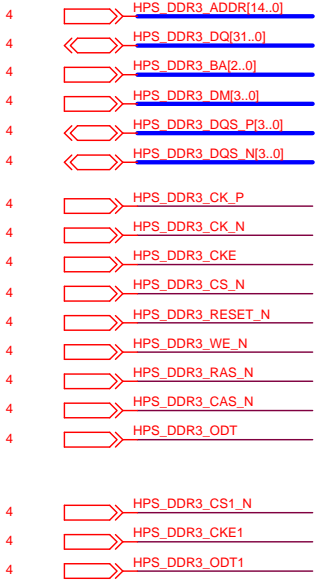 4 HPS_DDR3_ADDR[14..0]
4 HPS_DDR3_DQ[31..0]
4 HPS_DDR3_BA[2..0]
4 HPS_DDR3_DM[3..0]
4 HPS_DDR3_DQS_P[3..0]
4 HPS_DDR3_DQS_N[3..0]
4 HPS_DDR3_CK_P
4 HPS_DDR3_CK_N
4 HPS_DDR3_CKE
4 HPS_DDR3_CS_N
4 HPS_DDR3_RESET_N
4 HPS_DDR3_WE_N
4 HPS_DDR3_RAS_N
4 HPS_DDR3_CAS_N
4 HPS_DDR3_ODT
4 HPS_DDR3_CS1_N
4 HPS_DDR3_CKE1
4 HPS_DDR3_ODT1